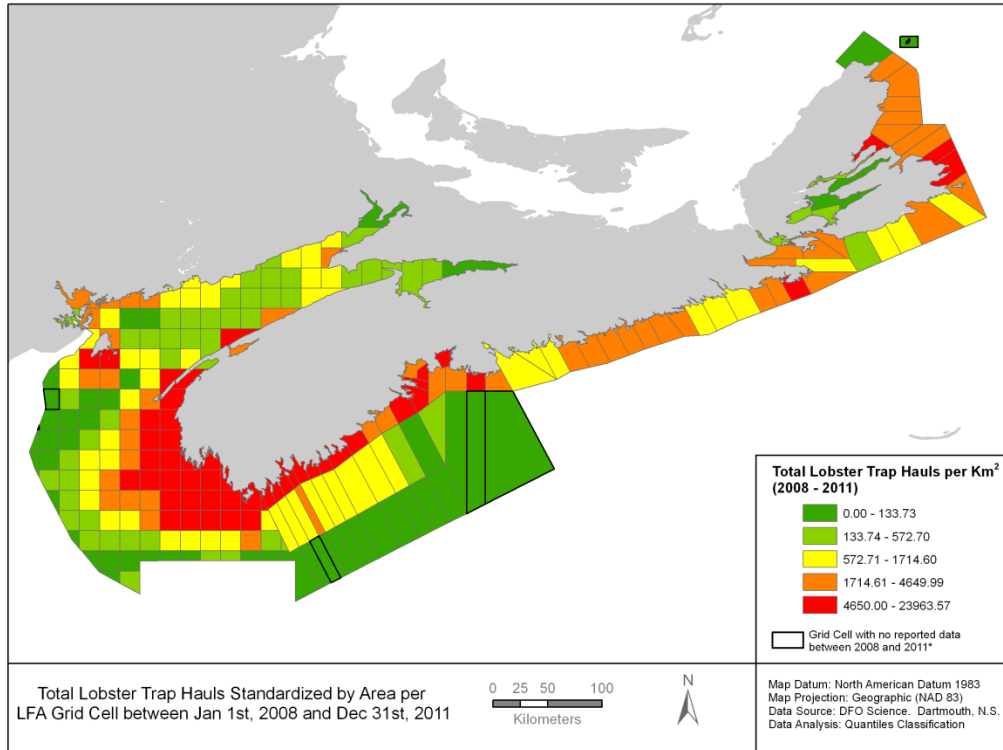 Total Lobster Trap Hauls per Km2
(2008 - 2011)
0.00 - 133.73
133.74 - 572.70
572.71 - 1714.60
1714.61 - 4649.99
4650.00 - 23963.57
Grid Cell with no reported data
between 2008 and 2011*
Total Lobster Trap Hauls Standardized by Area per
LFA Grid Cell between Jan 1st, 2008 and Dec 31st, 2011
0 25 50 100
Kilometers
N
Map Datum: North American Datum 1983
Map Projection: Geographic (NAD 83)
Data Source: DFO Science. Dartmouth, N.S.
Data Analysis: Quantiles Classification